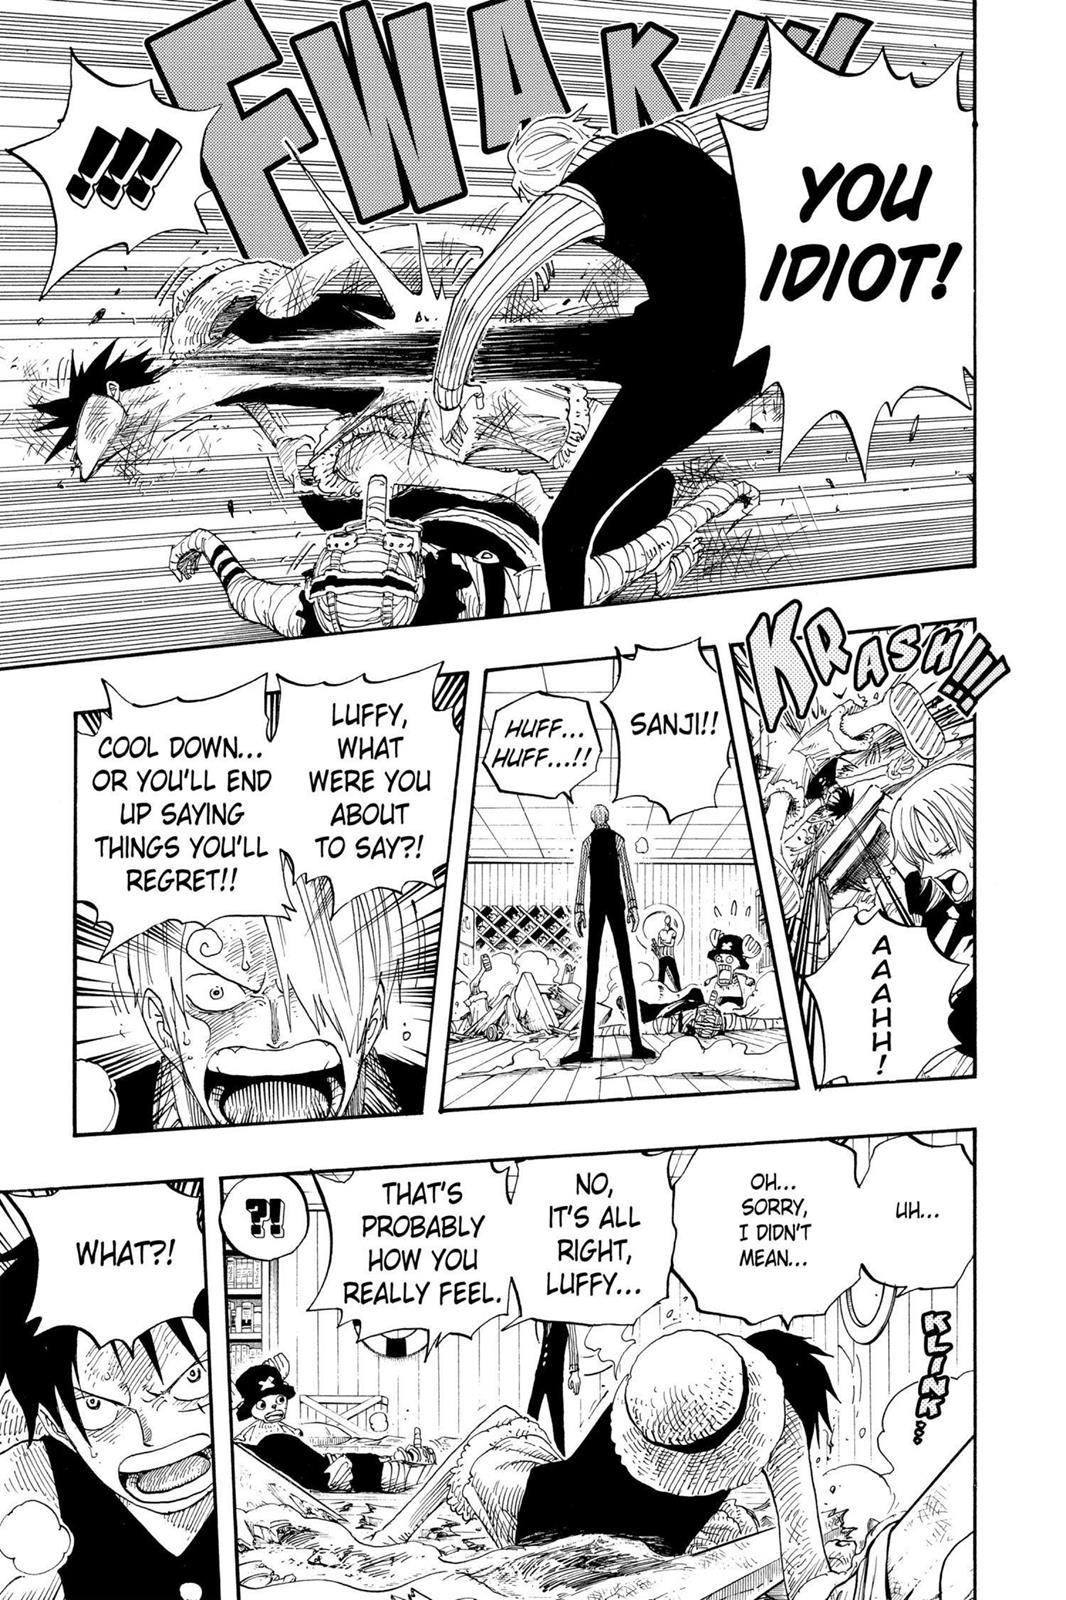 FWAK!!
YOU
IDIOT!
!!!
KRASH!!!
AAAHH!
SANJI!!
HUFF...
HUFF...!!
LUFFY,
WHAT
WERE YOU
ABOUT
TO SAY?!
COOL DOWN...
OR YOU'LL END
UP SAYING
THINGS YOU'LL
REGRET!!
UH...
OH...
SORRY,
I DIDN'T
MEAN...
KLINK...
NO,
IT'S ALL
RIGHT,
LUFFY...
THAT'S
PROBABLY
HOW YOU
REALLY FEEL.
?!
WHAT?!